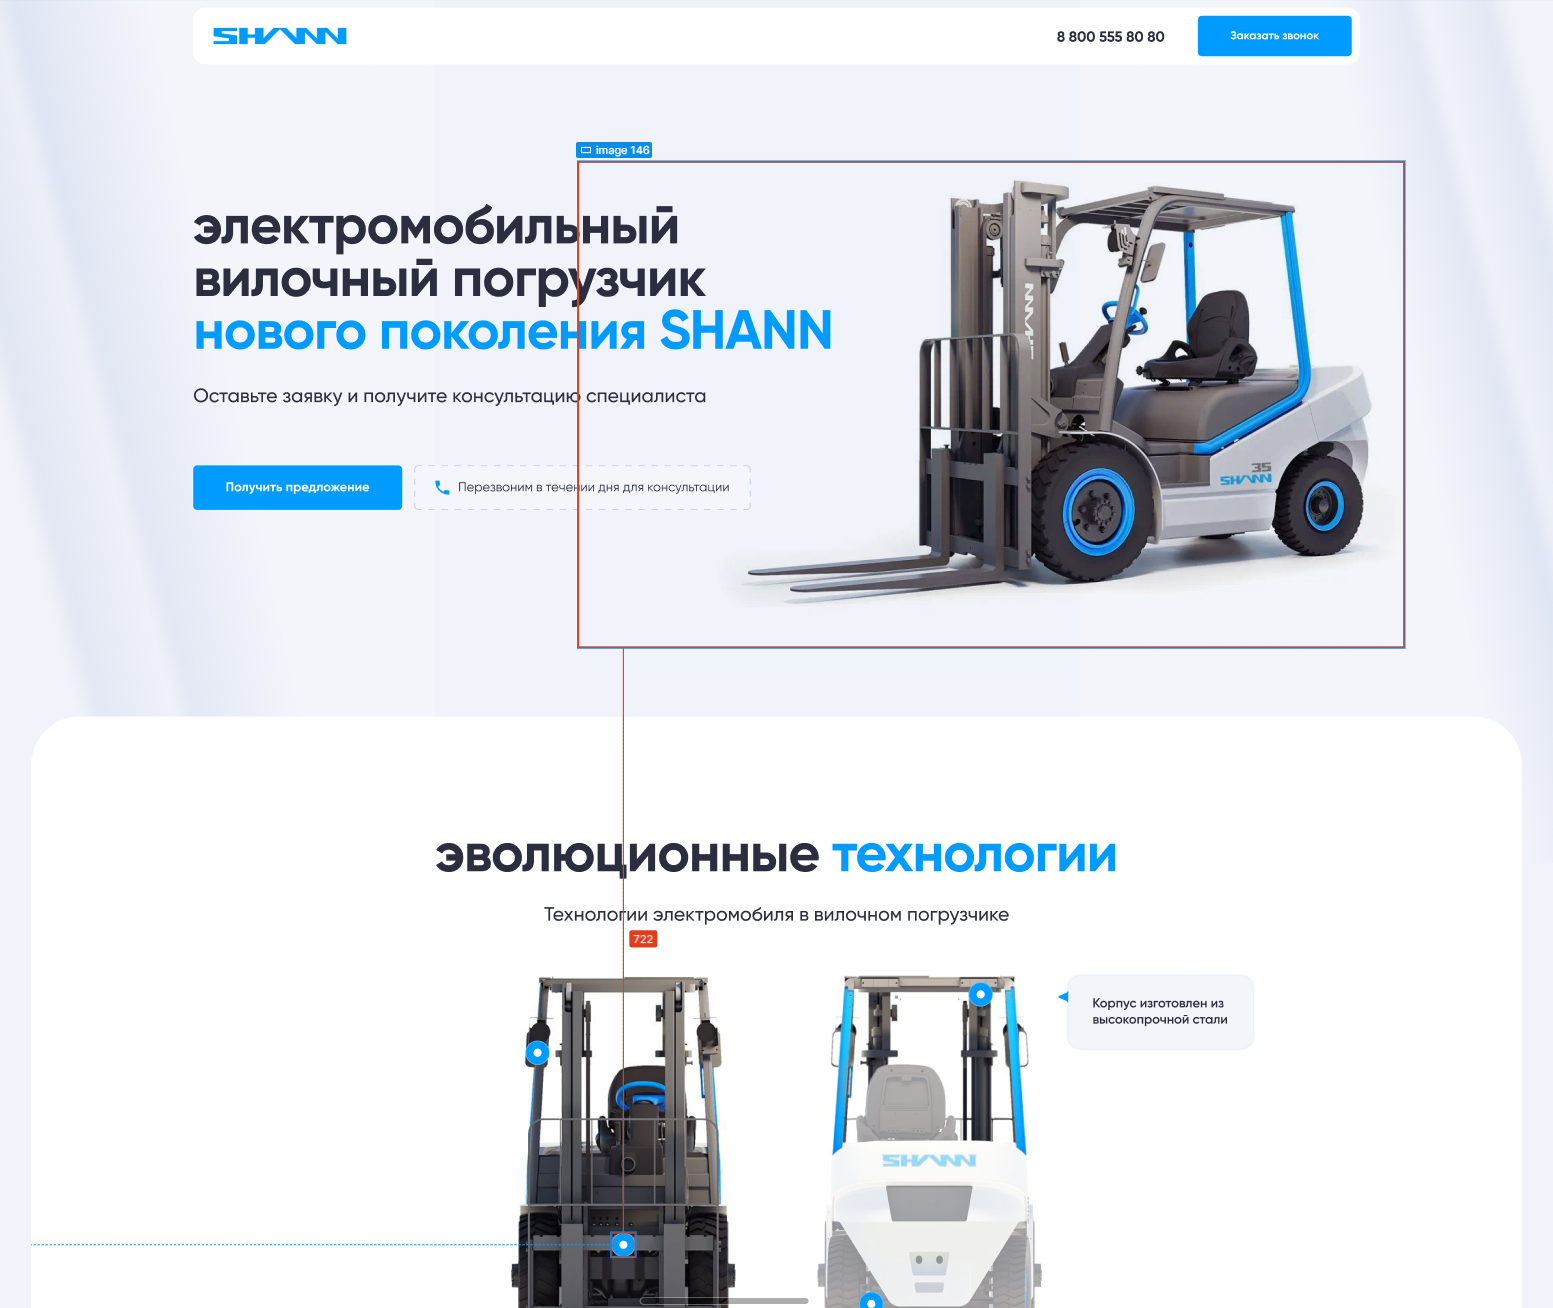 SHANN
8 800 555 80 80
Заказать звонок
image 146
электромобильный
вилочный погрузчик
нового поколения SHANN
Оставьте заявку и получите консультацию специалиста
Получить предложение
Перезвоним в течении дня для консультации
SHANN
35
SHANN
эволюционные технологии
Технологии электромобиля в вилочном погрузчике
722
Корпус изготовлен из
высокопрочной стали
SHANN